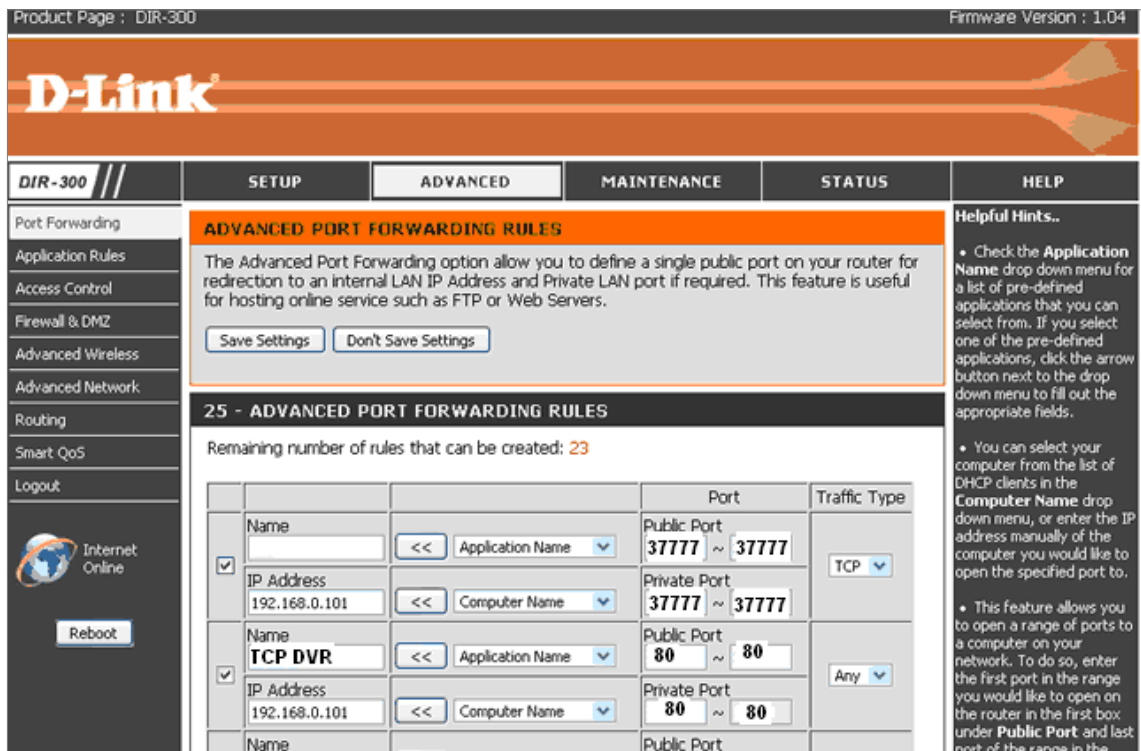 Product Page : DIR-300
Firmware Version : 1.04
D-Link
DIR-300
SETUP
ADVANCED
MAINTENANCE
STATUS
HELP
Port Forwarding
Application Rules
Access Control
Firewall & DMZ
Advanced Wireless
Advanced Network
Routing
Smart QoS
Logout
Internet
Online
Reboot
ADVANCED PORT FORWARDING RULES
The Advanced Port Forwarding option allow you to define a single public port on your router for
redirection to an internal LAN IP Address and Private LAN port if required. This feature is useful
for hosting online service such as FTP or Web Servers.
Save Settings
Don't Save Settings
25 - ADVANCED PORT FORWARDING RULES
Remaining number of rules that can be created: 23
Port
Traffic Type
Name
<<
Application Name
Public Port
37777 ~ 37777
TCP
IP Address
192.168.0.101
<<
Computer Name
Private Port
37777 ~ 37777
Name
TCP DVR
<<
Application Name
Public Port
80 ~ 80
Any
IP Address
192.168.0.101
<<
Computer Name
Private Port
80 ~ 80
Name
Public Port
Helpful Hints..
• Check the Application
Name drop down menu for
a list of pre-defined
applications that you can
select from. If you select
one of the pre-defined
applications, click the arrow
button next to the drop
down menu to fill out the
appropriate fields.
• You can select your
computer from the list of
DHCP clients in the
Computer Name drop
down menu, or enter the IP
address manually of the
computer you would like to
open the specified port to.
• This feature allows you
to open a range of ports to
a computer on your
network. To do so, enter
the first port in the range
you would like to open on
the router in the first box
under Public Port and last
port of the range in the